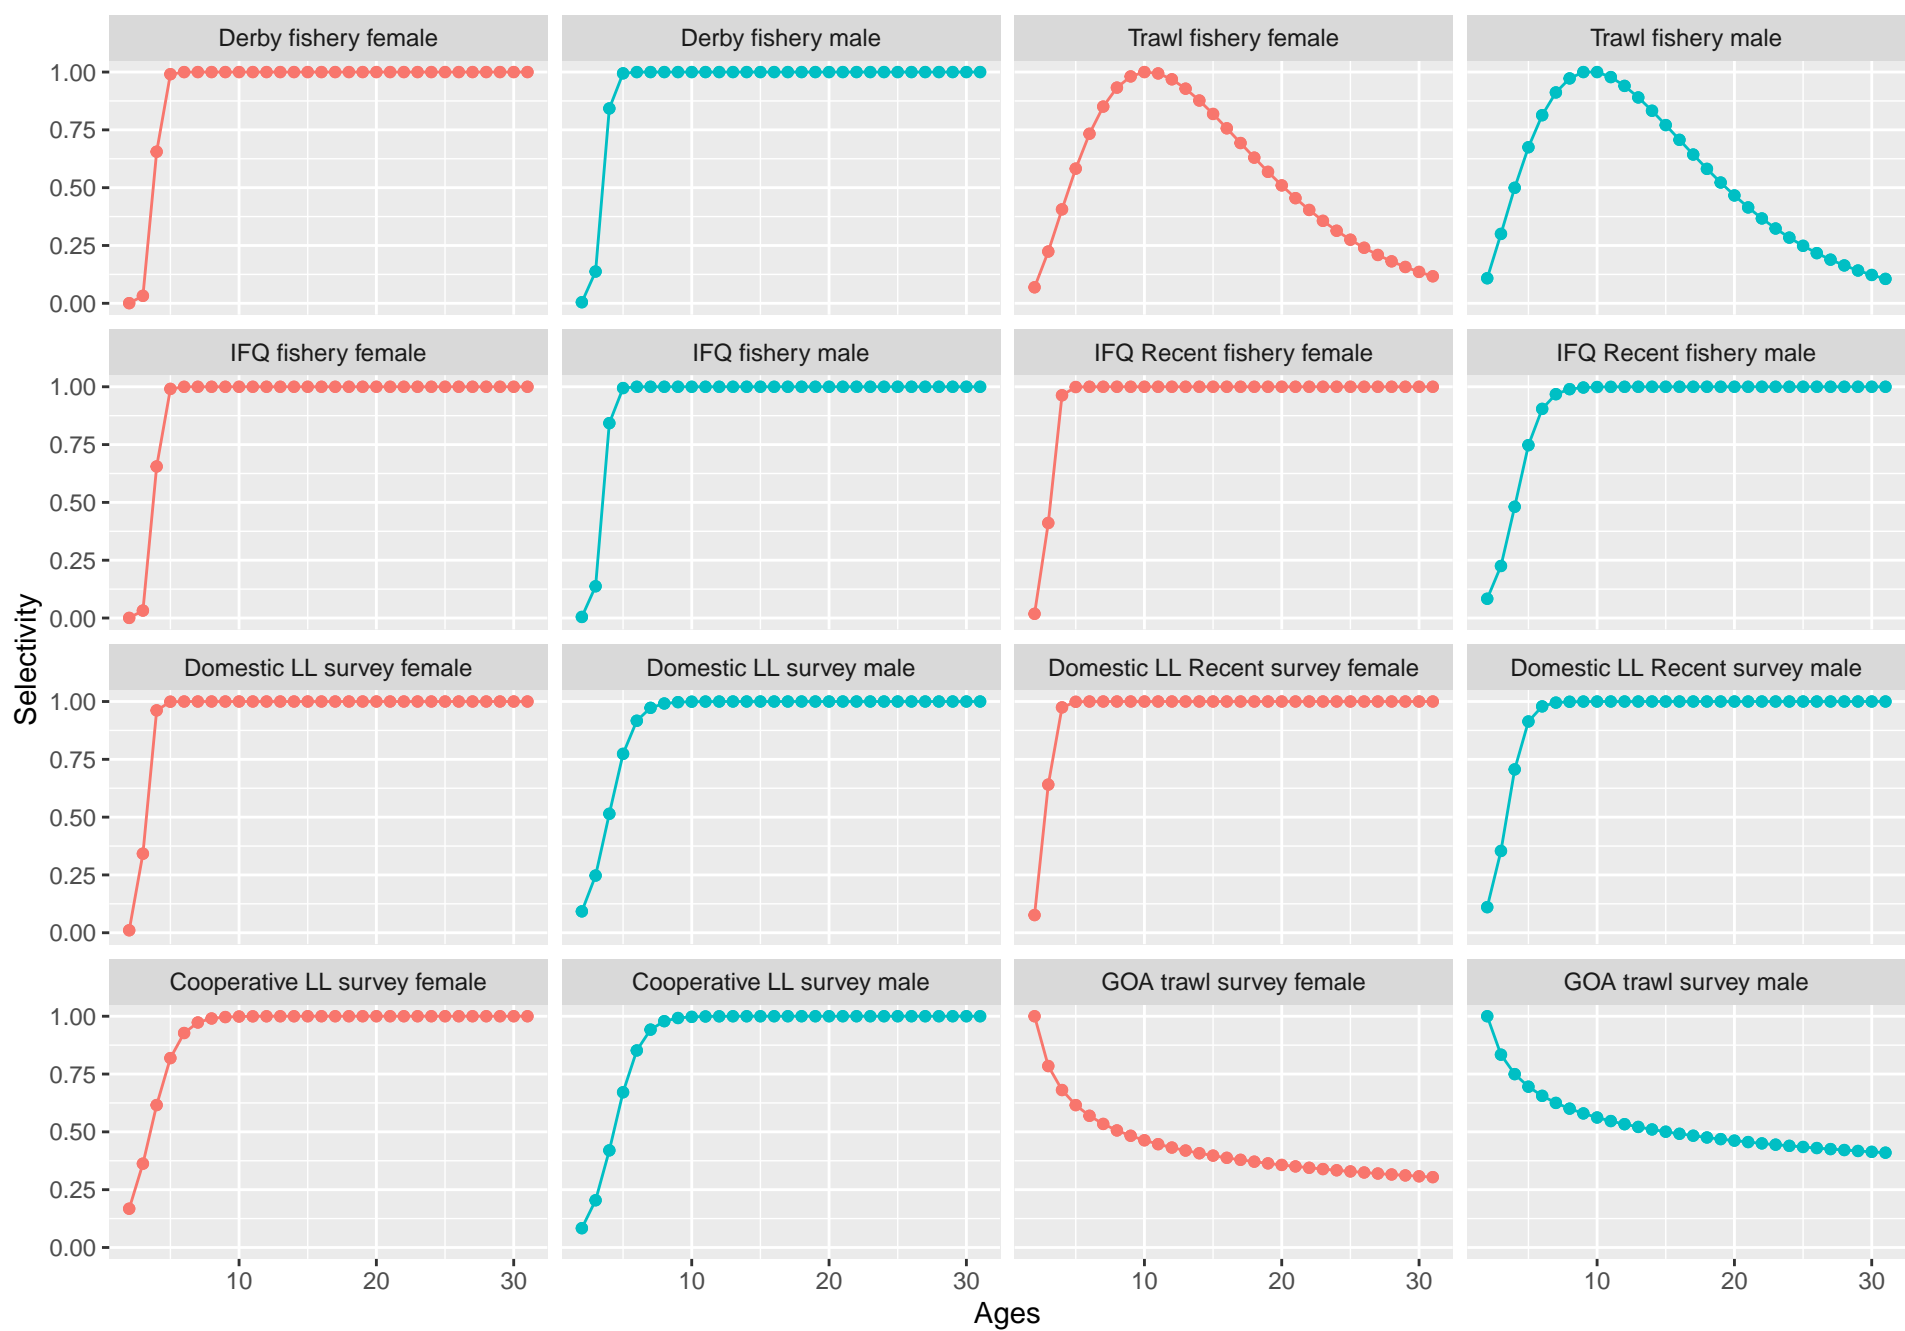 Derby fishery female
Derby fishery male
Trawl fishery female
Trawl fishery male
1.00
0.75
0.50
0.25
0.00
IFQ fishery female
IFQ fishery male
IFQ Recent fishery female
IFQ Recent fishery male
1.00
0.75
0.50
0.25
0.00
Selectivity
Domestic LL survey female
Domestic LL survey male
Domestic LL Recent survey female
Domestic LL Recent survey male
1.00
0.75
0.50
0.25
0.00
Cooperative LL survey female
Cooperative LL survey male
GOA trawl survey female
GOA trawl survey male
1.00
0.75
0.50
0.25
0.00
10 20 30
10 20 30
10 20 30
10 20 30
Ages